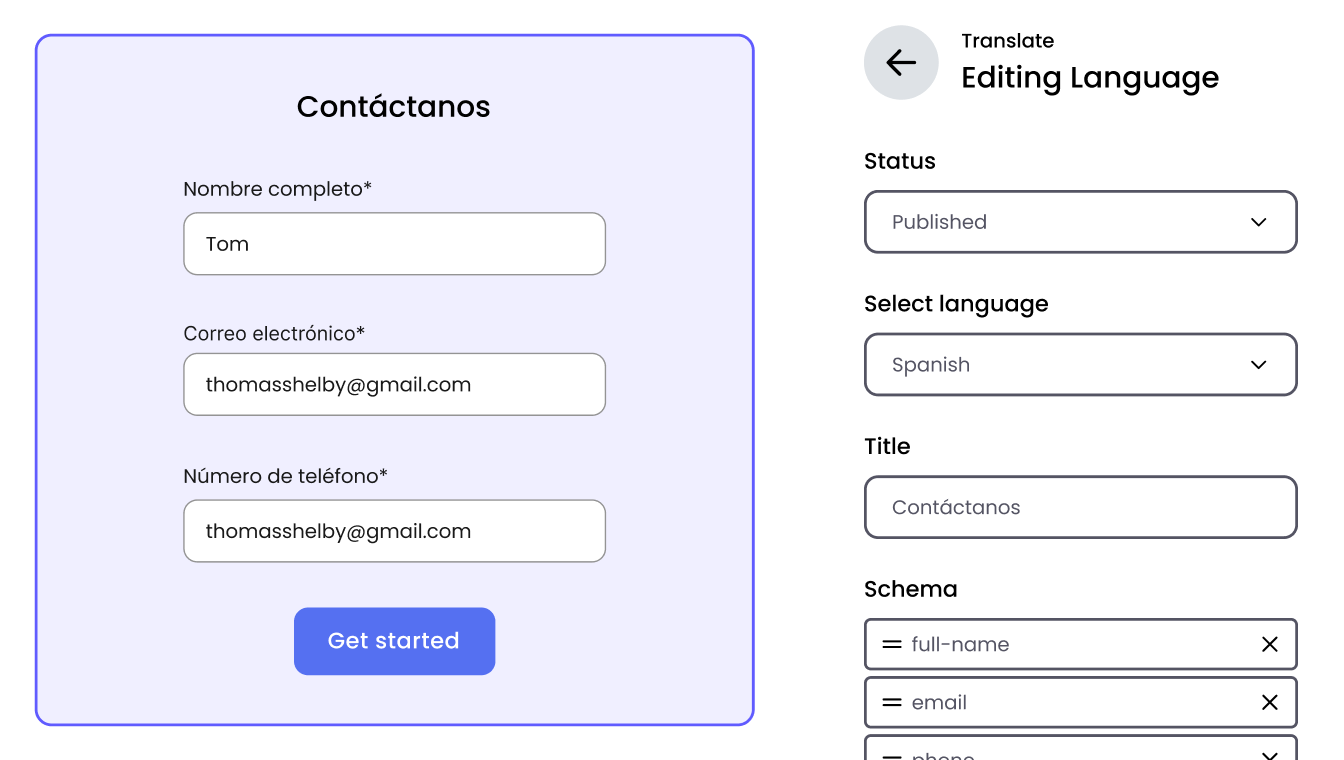 Contáctanos
Nombre completo*
Tom
Correo electrónico*
thomasshelby@gmail.com
Número de teléfono*
thomasshelby@gmail.com
Get started
Translate
Editing Language
Status
Published
Select language
Spanish
Title
Contáctanos
Schema
full-name
email
phone